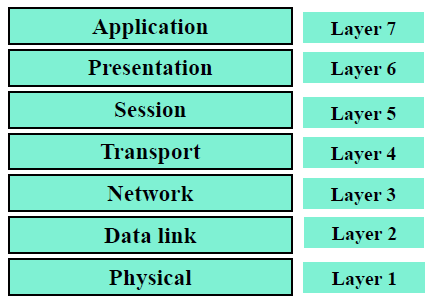 Application Layer 7
Presentation Layer 6
Session Layer 5
Transport Layer 4
Network Layer 3
Data link Layer 2
Physical Layer 1